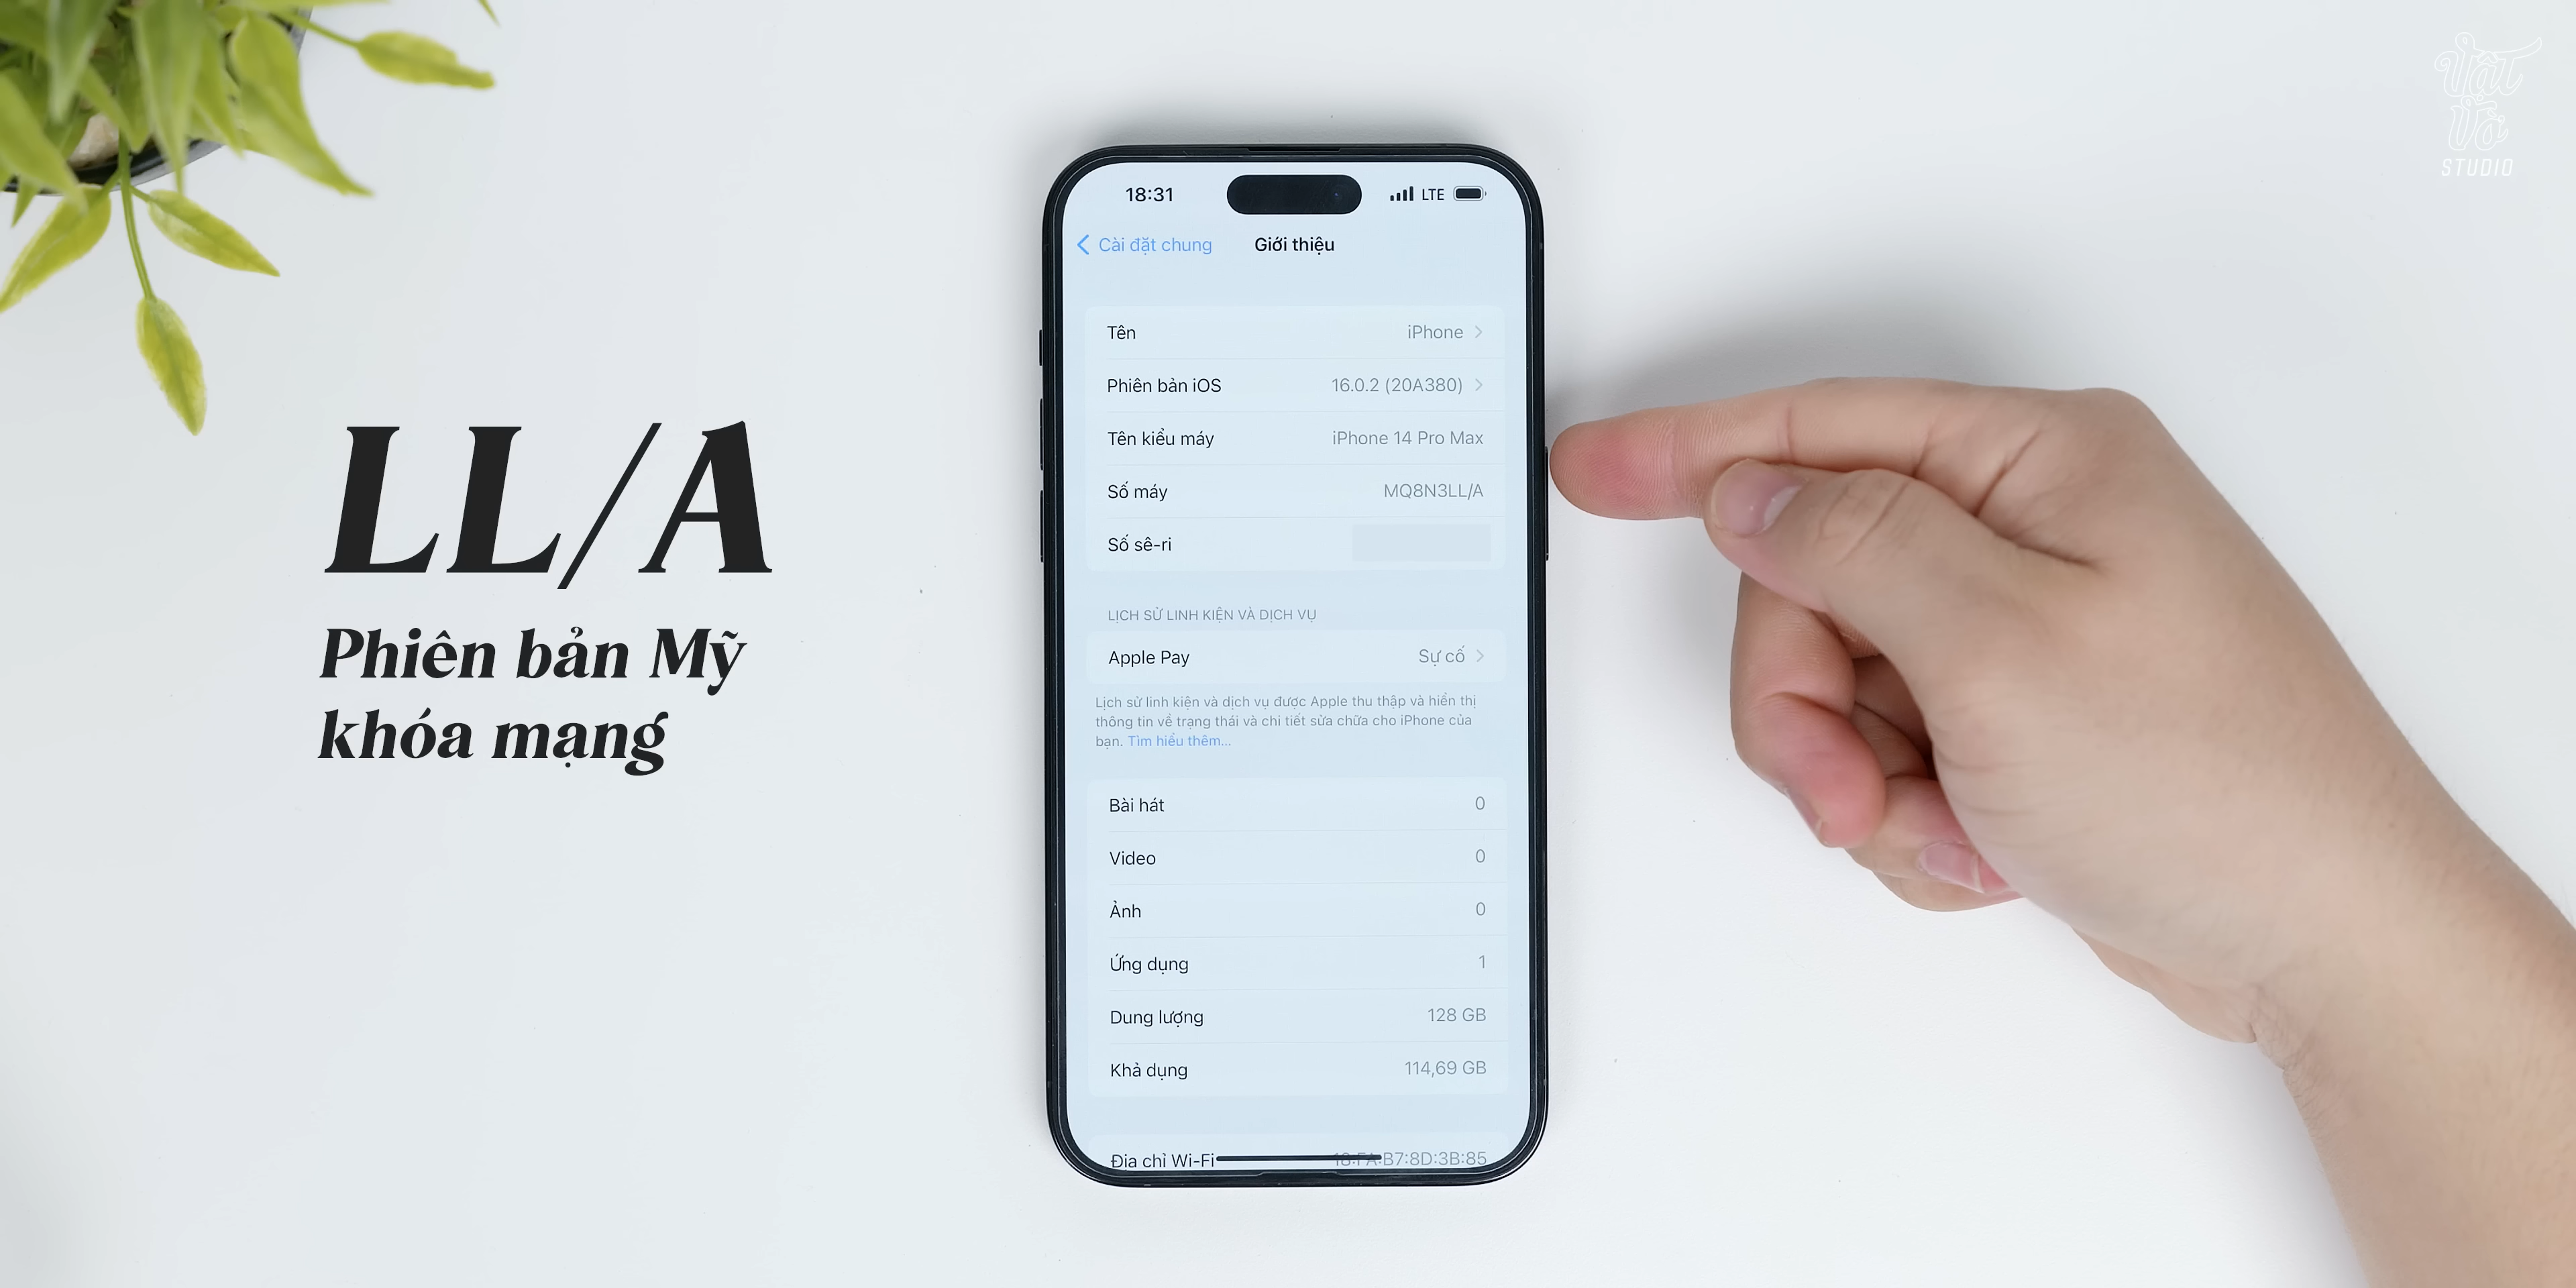 Vật
Vờ
STUDIO
18:31 LTE
Cài đặt chung Giới thiệu
Tên iPhone
Phiên bản iOS 16.0.2 (20A380)
Tên kiểu máy iPhone 14 Pro Max
Số máy MQ8N3LL/A
Số sê-ri
LL/A
Phiên bản Mỹ
khóa mạng
LỊCH SỬ LINH KIỆN VÀ DỊCH VỤ
Apple Pay Sự cố
Lịch sử linh kiện và dịch vụ được Apple thu thập và hiển thị
thông tin về trạng thái và chi tiết sửa chữa cho iPhone của
bạn. Tìm hiểu thêm...
Bài hát 0
Video 0
Ảnh 0
Ứng dụng 1
Dung lượng 128 GB
Khả dụng 114,69 GB
Địa chỉ Wi-Fi 18:FA:B7:8D:3B:85